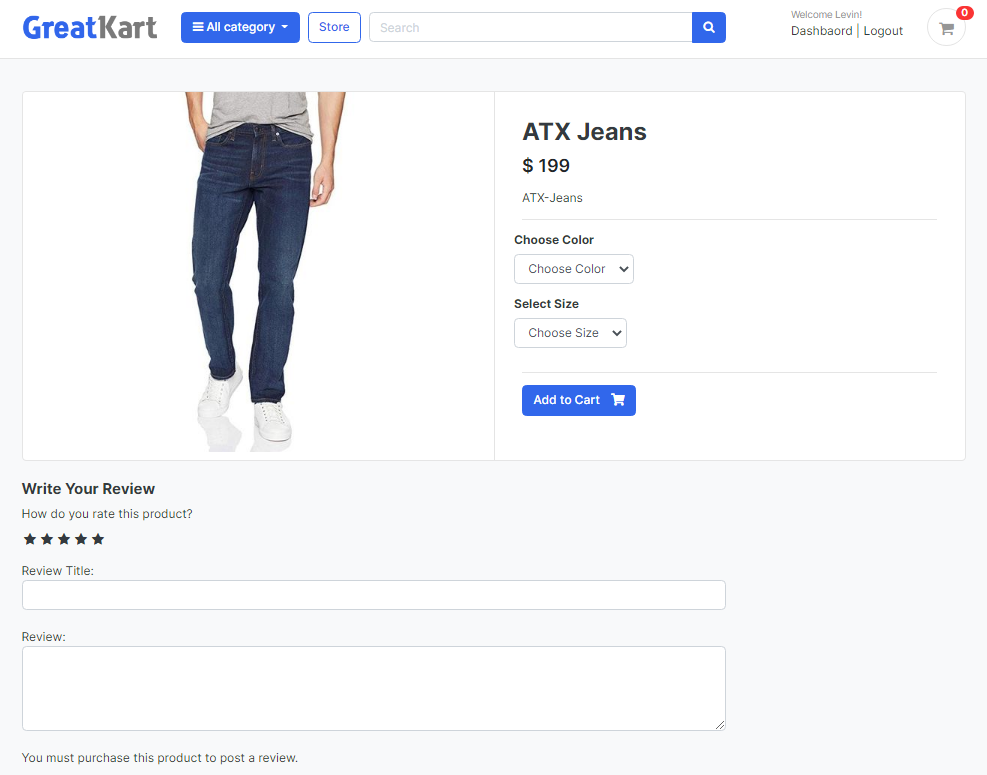 GreatKart
All category
Store
Search
Welcome Levin!
Dashbaord | Logout
0
ATX Jeans
$ 199
ATX-Jeans
Choose Color
Choose Color
Select Size
Choose Size
Add to Cart
Write Your Review
How do you rate this product?
Review Title:
Review:
You must purchase this product to post a review.